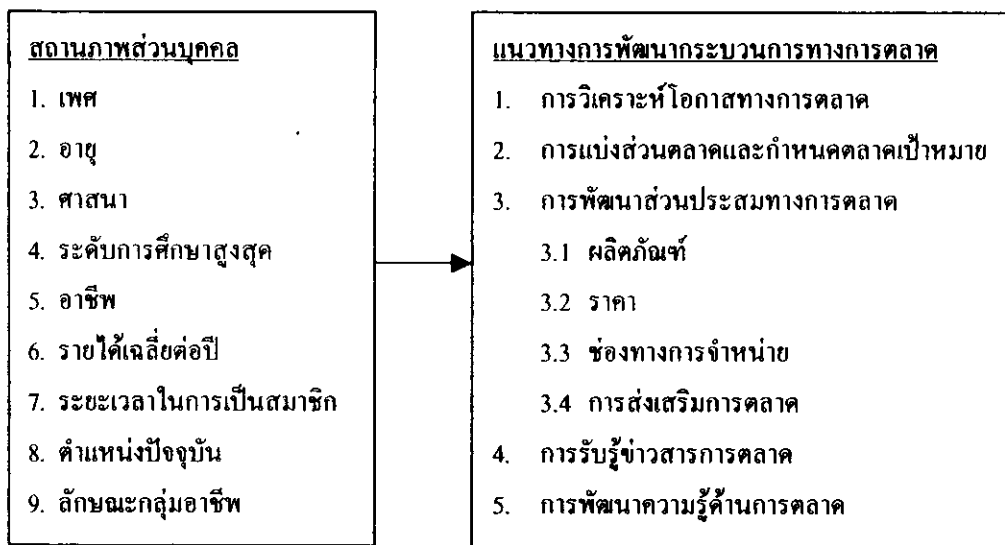 สถานภาพส่วนบุคคล
1. เพศ
2. อายุ
3. ศาสนา
4. ระดับการศึกษาสูงสุด
5. อาชีพ
6. รายได้เฉลี่ยต่อปี
7. ระยะเวลาในการเป็นสมาชิก
8. ตำแหน่งปัจจุบัน
9. ลักษณะกลุ่มอาชีพ
แนวทางการพัฒนากระบวนการทางการตลาด
1. การวิเคราะห์โอกาสทางการตลาด
2. การแบ่งส่วนตลาดและกำหนดตลาดเป้าหมาย
3. การพัฒนาส่วนประสมทางการตลาด
3.1 ผลิตภัณฑ์
3.2 ราคา
3.3 ช่องทางการจำหน่าย
3.4 การส่งเสริมการตลาด
4. การรับรู้ข่าวสารการตลาด
5. การพัฒนาความรู้ด้านการตลาด